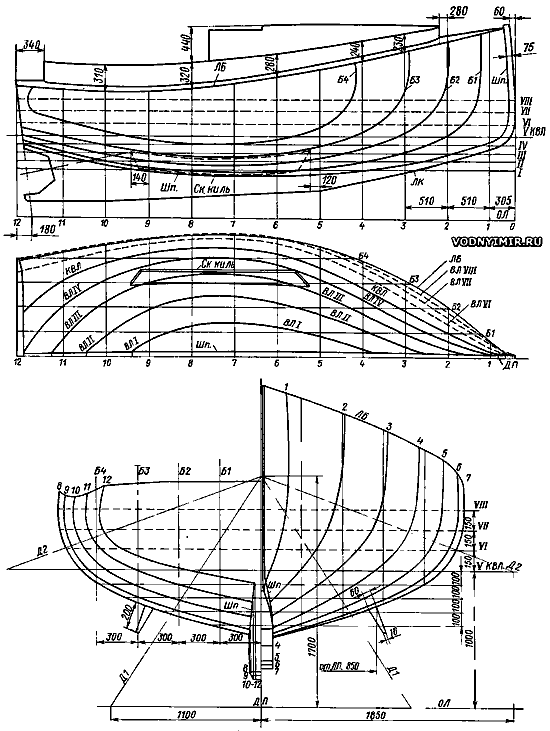 60
280
340
440
75
310
320
ЛБ
280
240
230
Б4
Б3
Б2
Б1
Шп.
VIII
VII
VI
V КВЛ
IV
III
II
I
140
Шп.
Ск. киль
120
ЛК
510
510
305
ОЛ
12 11 10 9 8 7 6 5 4 3 2 1 0
180
VODNYIMIR.RU
Ск. киль
Б4
Б3
ЛБ
ВЛ VIII
ВЛ VII
ВЛ VI
КВЛ
КВЛ
ВЛ IV
ВЛ IV
ВЛ III
ВЛ III
ВЛ II
ВЛ II
ВЛ I
ВЛ I
Б2
Б1
Шп.
12 11 10 9 8 7 6 5 4 3 2 1
ДП
1
2
ЛБ
3
4
5
6
7
Б4 Б3 Б2 Б1
8 9 10 11 12
VIII
150
VII
150
VI
150
V КВЛ
Д2
Д2
Шп.
Шп.
60
100
100
100
100
200
300 300 300 300
10
4
5
6
7
8
9
10-12
1700
от ДП. 850
1000
Д1
Д1
ДП
ОЛ
1100
1850